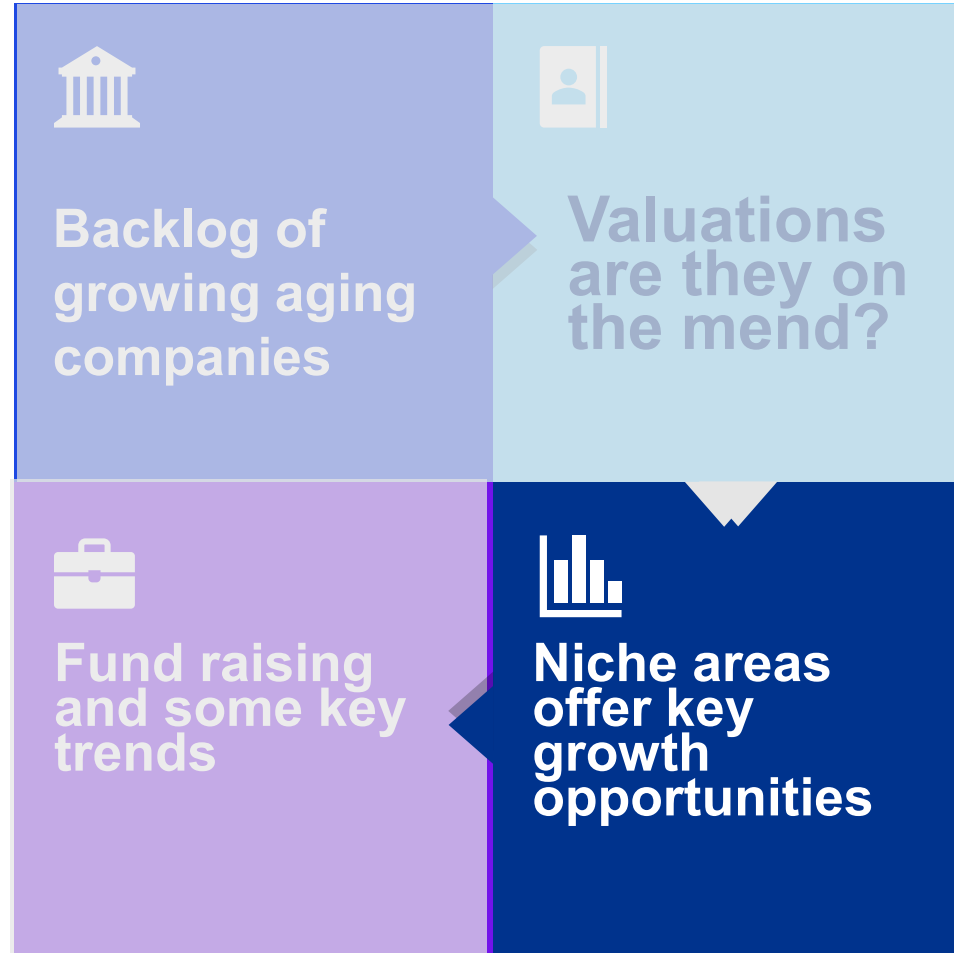 Backlog of
growing aging
companies
Valuations
are they on
the mend?
Fund raising
and some key
trends
Niche areas
offer key
growth
opportunities